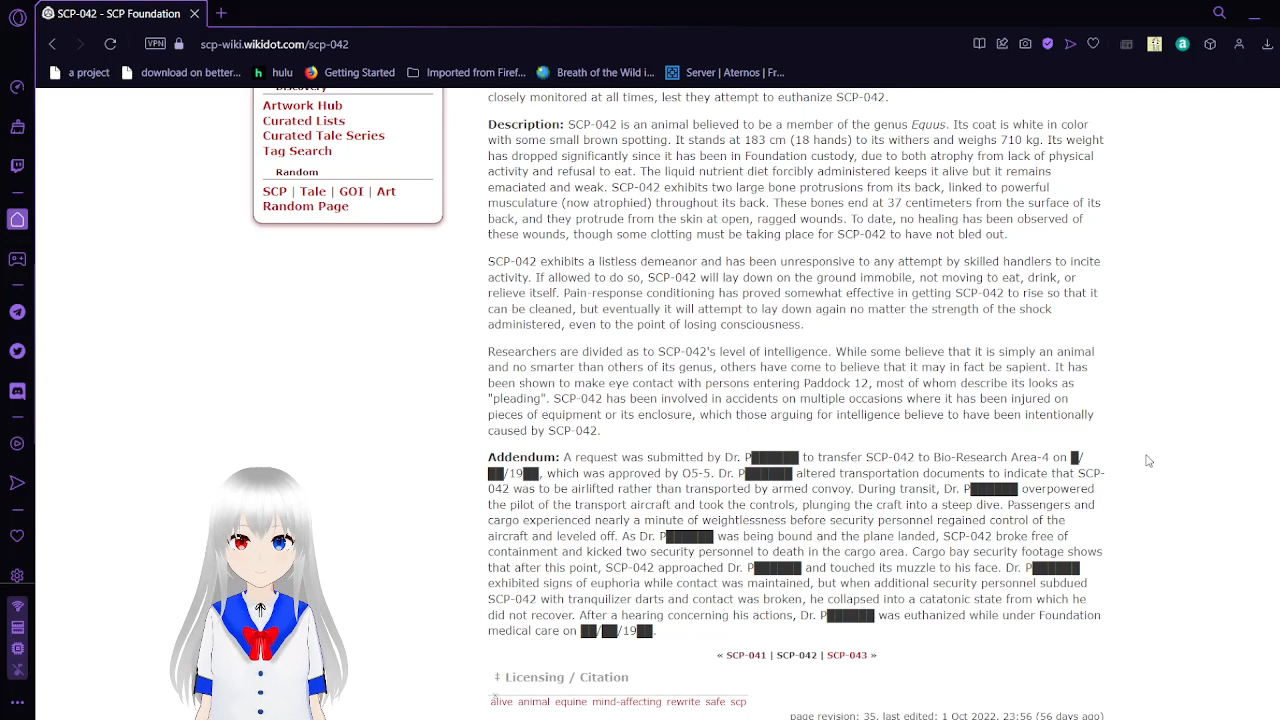 SCP-042 - SCP Foundation
VPN
scp-wiki.wikidot.com/scp-042
a project
download on better...
hulu
Getting Started
Imported from Firef...
Breath of the Wild i...
Server | Aternos | Fr...
Discovery
Artwork Hub
Curated Lists
Curated Tale Series
Tag Search
Random
SCP | Tale | GOI | Art
Random Page
closely monitored at all times, lest they attempt to euthanize SCP-042.
Description: SCP-042 is an animal believed to be a member of the genus Equus. Its coat is white in color
with some small brown spotting. It stands at 183 cm (18 hands) to its withers and weighs 710 kg. Its weight
has dropped significantly since it has been in Foundation custody, due to both atrophy from lack of physical
activity and refusal to eat. The liquid nutrient diet forcibly administered keeps it alive but it remains
emaciated and weak. SCP-042 exhibits two large bone protrusions from its back, linked to powerful
musculature (now atrophied) throughout its back. These bones end at 37 centimeters from the surface of its
back, and they protrude from the skin at open, ragged wounds. To date, no healing has been observed of
these wounds, though some clotting must be taking place for SCP-042 to have not bled out.
SCP-042 exhibits a listless demeanor and has been unresponsive to any attempt by skilled handlers to incite
activity. If allowed to do so, SCP-042 will lay down on the ground immobile, not moving to eat, drink, or
relieve itself. Pain-response conditioning has proved somewhat effective in getting SCP-042 to rise so that it
can be cleaned, but eventually it will attempt to lay down again no matter the strength of the shock
administered, even to the point of losing consciousness.
Researchers are divided as to SCP-042's level of intelligence. While some believe that it is simply an animal
and no smarter than others of its genus, others have come to believe that it may in fact be sapient. It has
been shown to make eye contact with persons entering Paddock 12, most of whom describe its looks as
"pleading". SCP-042 has been involved in accidents on multiple occasions where it has been injured on
pieces of equipment or its enclosure, which those arguing for intelligence believe to have been intentionally
caused by SCP-042.
Addendum: A request was submitted by Dr. P██████ to transfer SCP-042 to Bio-Research Area-4 on █/
██/19██, which was approved by O5-5. Dr. P██████ altered transportation documents to indicate that SCP-
042 was to be airlifted rather than transported by armed convoy. During transit, Dr. P██████ overpowered
the pilot of the transport aircraft and took the controls, plunging the craft into a steep dive. Passengers and
cargo experienced nearly a minute of weightlessness before security personnel regained control of the
aircraft and leveled off. As Dr. P██████ was being bound and the plane landed, SCP-042 broke free of
containment and kicked two security personnel to death in the cargo area. Cargo bay security footage shows
that after this point, SCP-042 approached Dr. P██████ and touched its muzzle to his face. Dr. P██████
exhibited signs of euphoria while contact was maintained, but when additional security personnel subdued
SCP-042 with tranquilizer darts and contact was broken, he collapsed into a catatonic state from which he
did not recover. After a hearing concerning his actions, Dr. P██████ was euthanized while under Foundation
medical care on ██/██/19██.
« SCP-041 | SCP-042 | SCP-043 »
‡ Licensing / Citation
alive animal equine mind-affecting rewrite safe scp
page revision: 35, last edited: 1 Oct 2022, 23:56 (56 days ago)